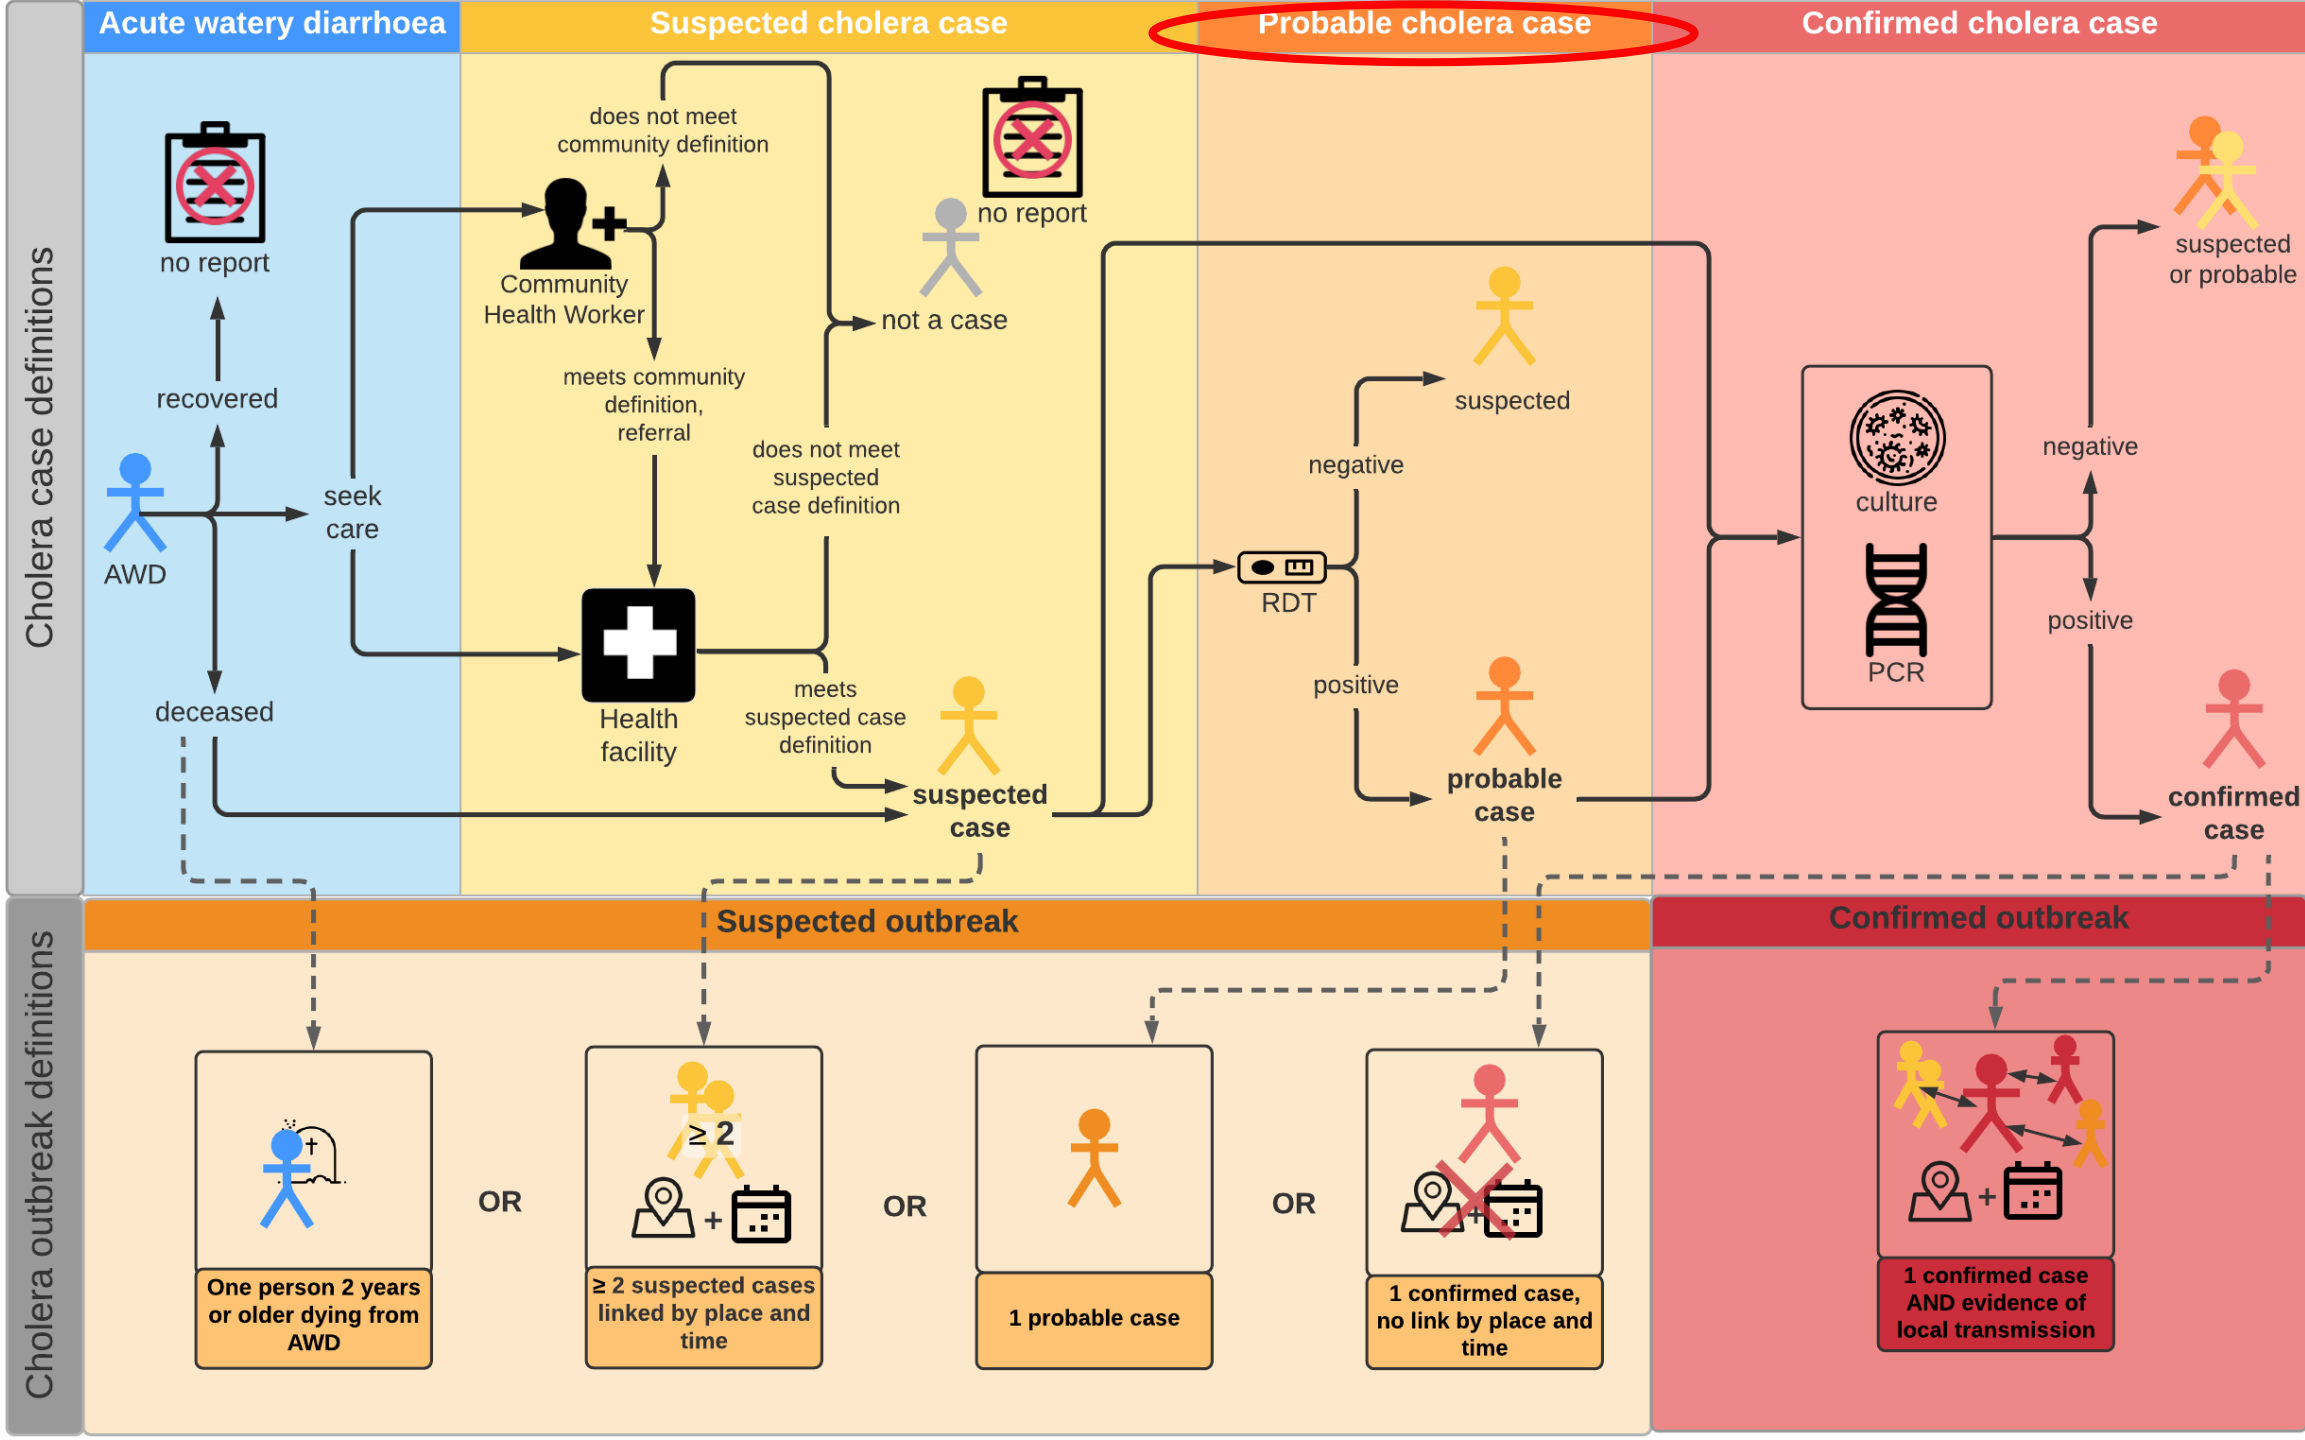 Acute watery diarrhoea
Suspected cholera case
Probable cholera case
Confirmed cholera case
Cholera case definitions
no report
recovered
AWD
seek
care
deceased
does not meet
community definition
Community
Health Worker
meets community
definition,
referral
Health
facility
no report
not a case
does not meet
suspected
case definition
meets
suspected case
definition
suspected
case
RDT
negative
suspected
positive
probable
case
culture
PCR
negative
suspected
or probable
positive
confirmed
case
Cholera outbreak definitions
Suspected outbreak
Confirmed outbreak
One person 2 years
or older dying from
AWD
OR
≥ 2
+
≥ 2 suspected cases
linked by place and
time
OR
1 probable case
OR
+
1 confirmed case,
no link by place and
time
+
1 confirmed case
AND evidence of
local transmission